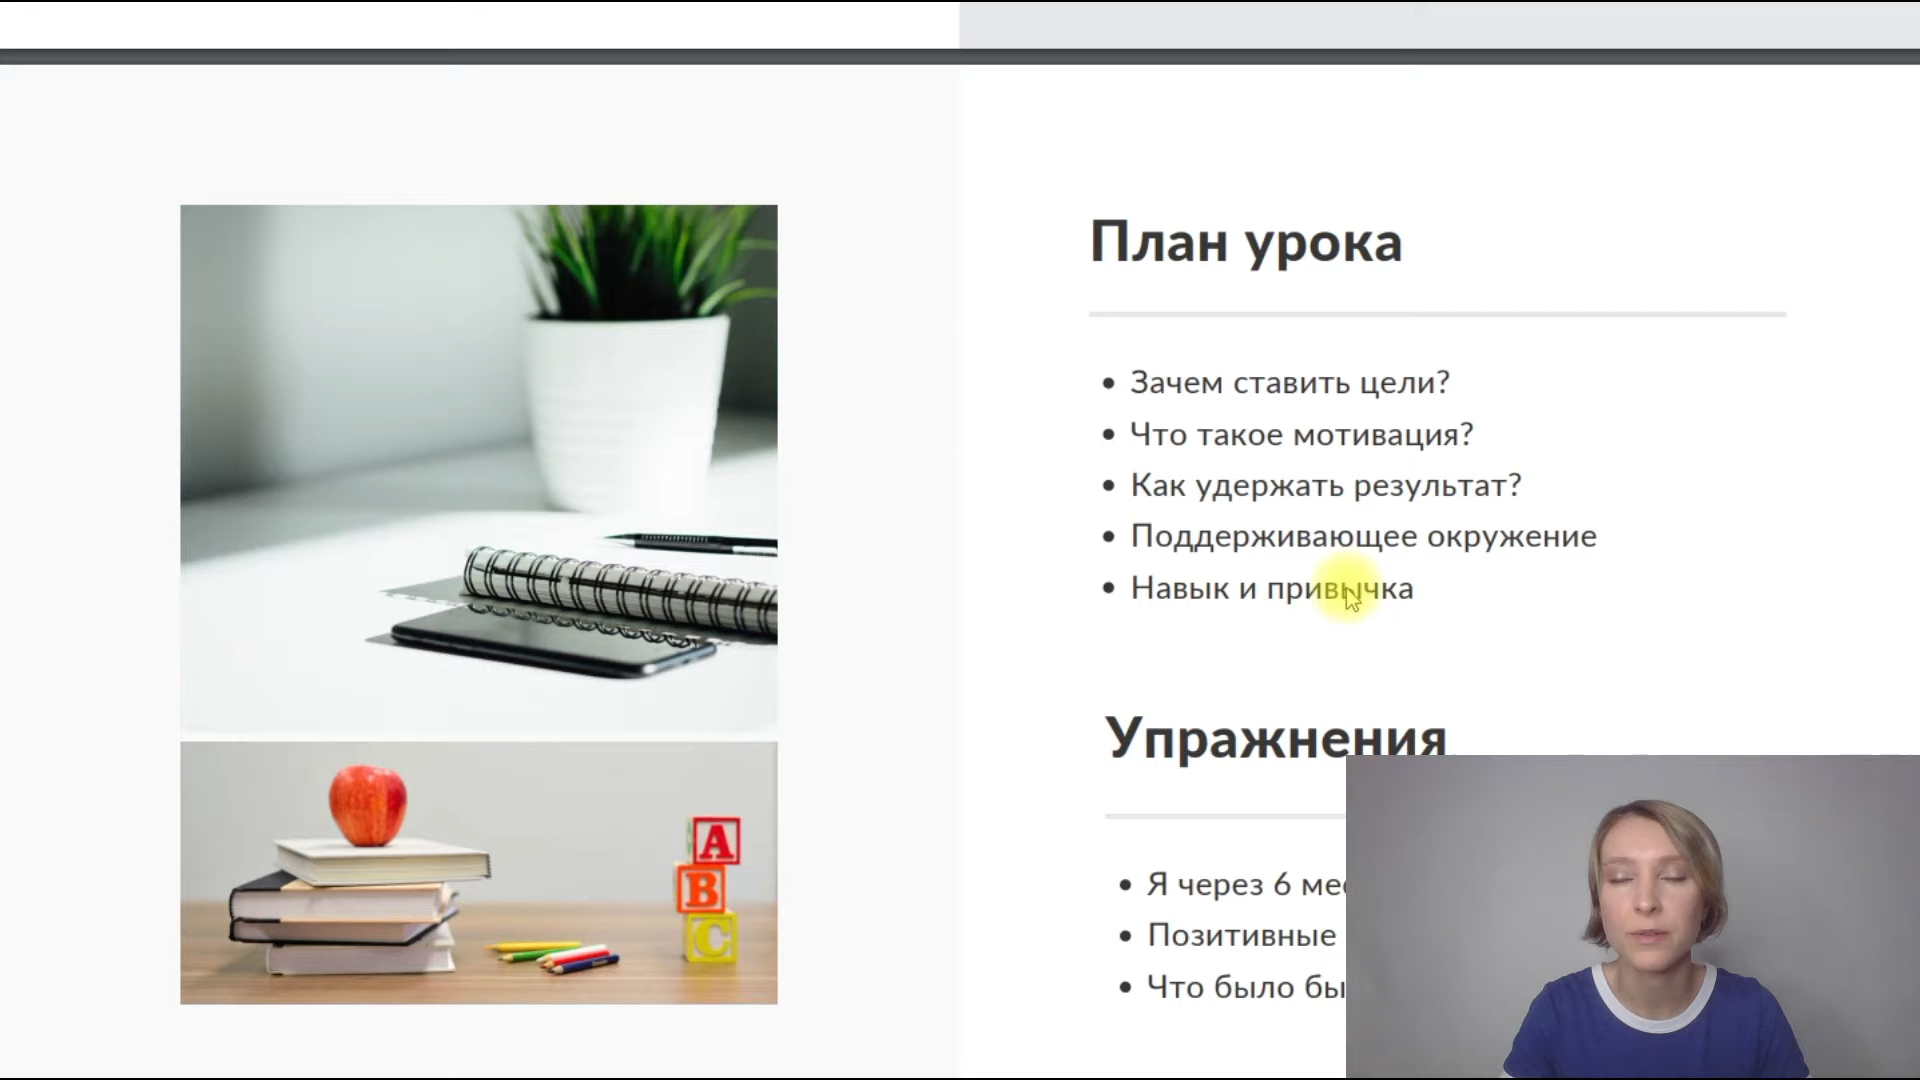 План урока
Зачем ставить цели?
Что такое мотивация?
Как удержать результат?
Поддерживающее окружение
Навык и привычка
Упражнения
Я через 6
Позитивные
Что было бы
A
B
C